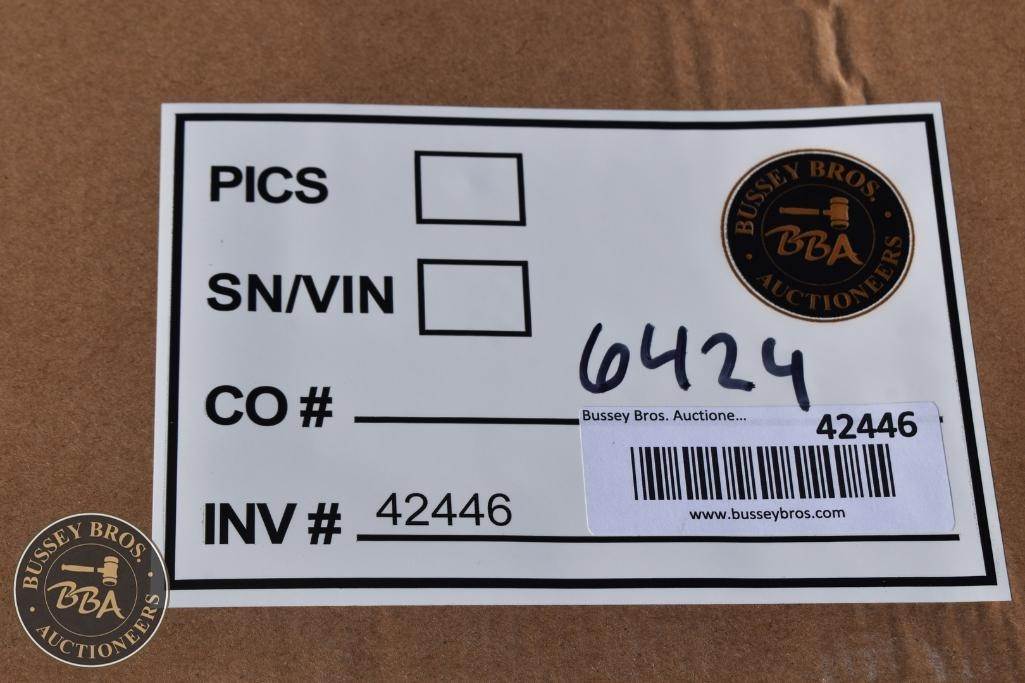 PICS
BUSSEY BROS.
BBA
AUCTIONEERS
SN/VIN
6424
CO #
Bussey Bros. Auctione...
42446
www.busseybros.com
INV # 42446
BUSSEY BROS.
BBA
AUCTIONEERS